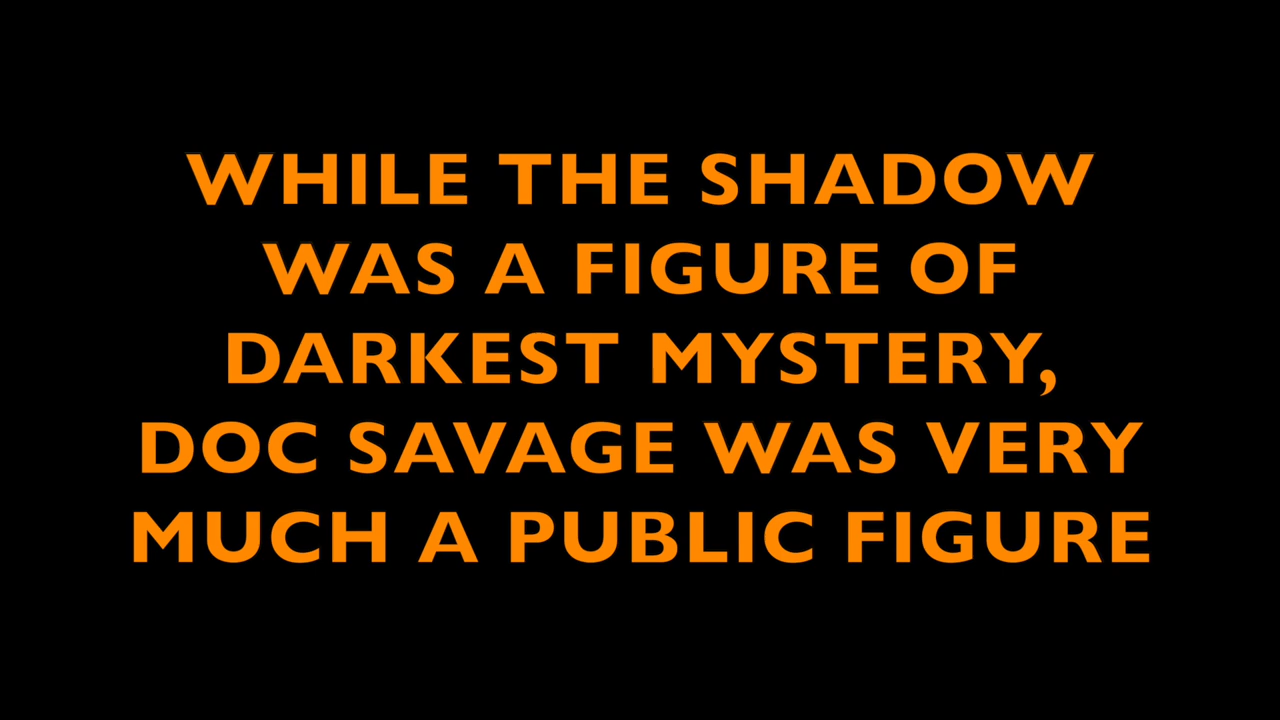 WHILE THE SHADOW
WAS A FIGURE OF
DARKEST MYSTERY,
DOC SAVAGE WAS VERY
MUCH A PUBLIC FIGURE